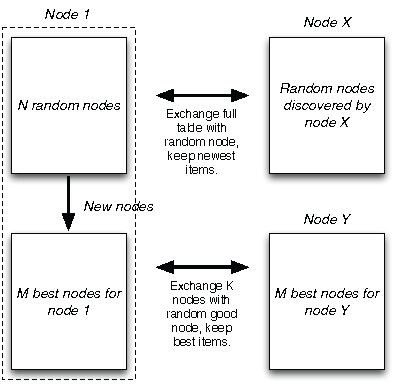 Node 1
Node X
N random nodes
Exchange full
table with
random node,
keep newest
items.
Random nodes
discovered by
node X
New nodes
Node Y
M best nodes for
node 1
Exchange K
nodes with
random good
node, keep
best items.
M best nodes for
node Y